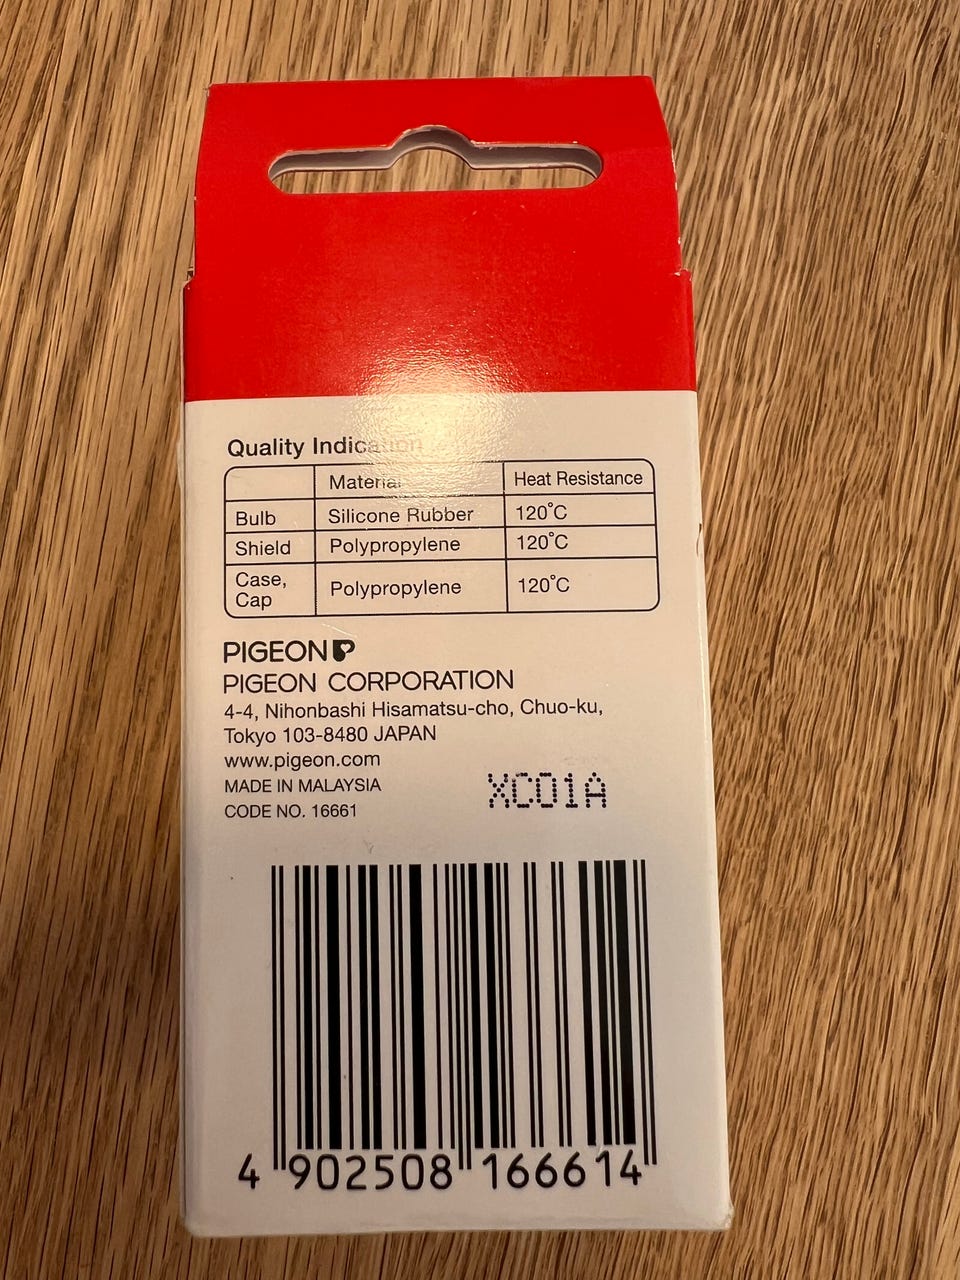 Quality Indication
Material Heat Resistance
Bulb Silicone Rubber 120°C
Shield Polypropylene 120°C
Case, Cap Polypropylene 120°C
PIGEON
PIGEON CORPORATION
4-4, Nihonbashi Hisamatsu-cho, Chuo-ku,
Tokyo 103-8480 JAPAN
www.pigeon.com
MADE IN MALAYSIA
CODE NO. 16661
XC01A
4 902508 166614